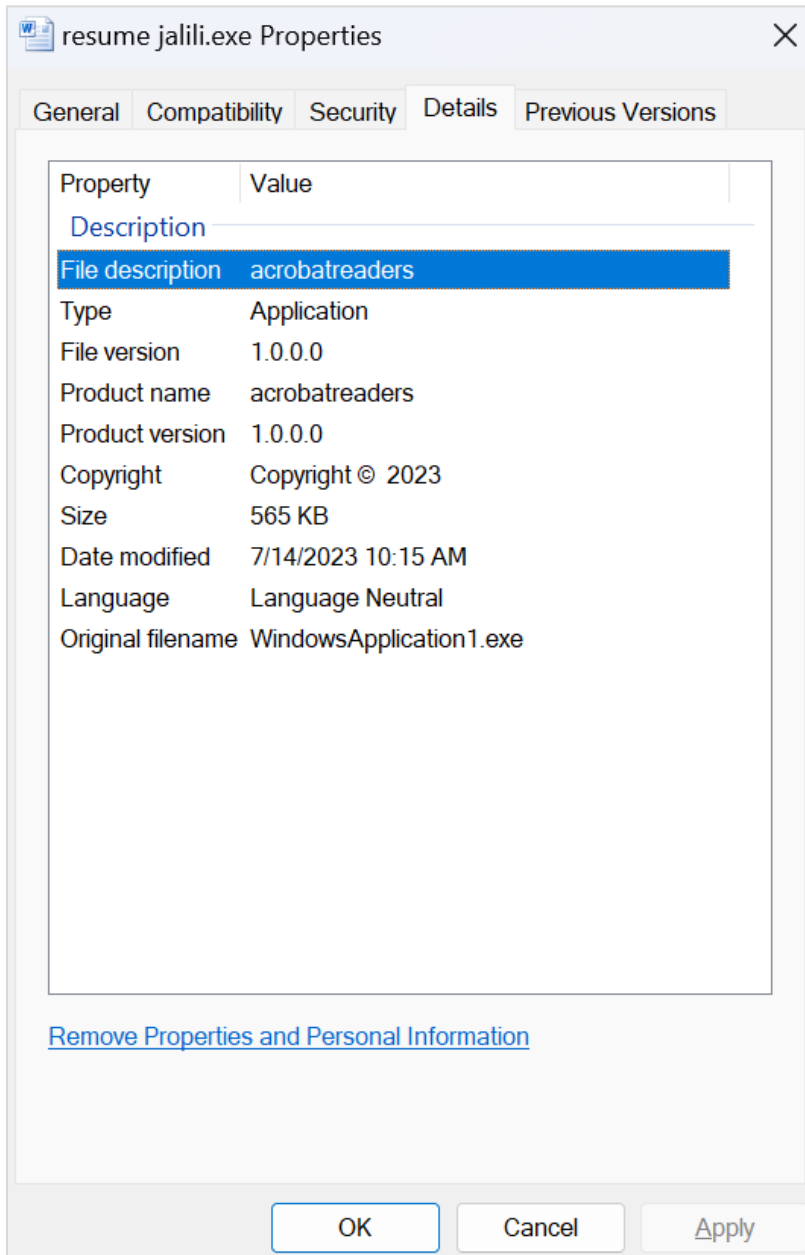 resume jalili.exe Properties
General Compatibility Security Details Previous Versions
Property Value
Description
File description acrobatreaders
Type Application
File version 1.0.0.0
Product name acrobatreaders
Product version 1.0.0.0
Copyright Copyright © 2023
Size 565 KB
Date modified 7/14/2023 10:15 AM
Language Language Neutral
Original filename WindowsApplication1.exe
Remove Properties and Personal Information
OK Cancel Apply